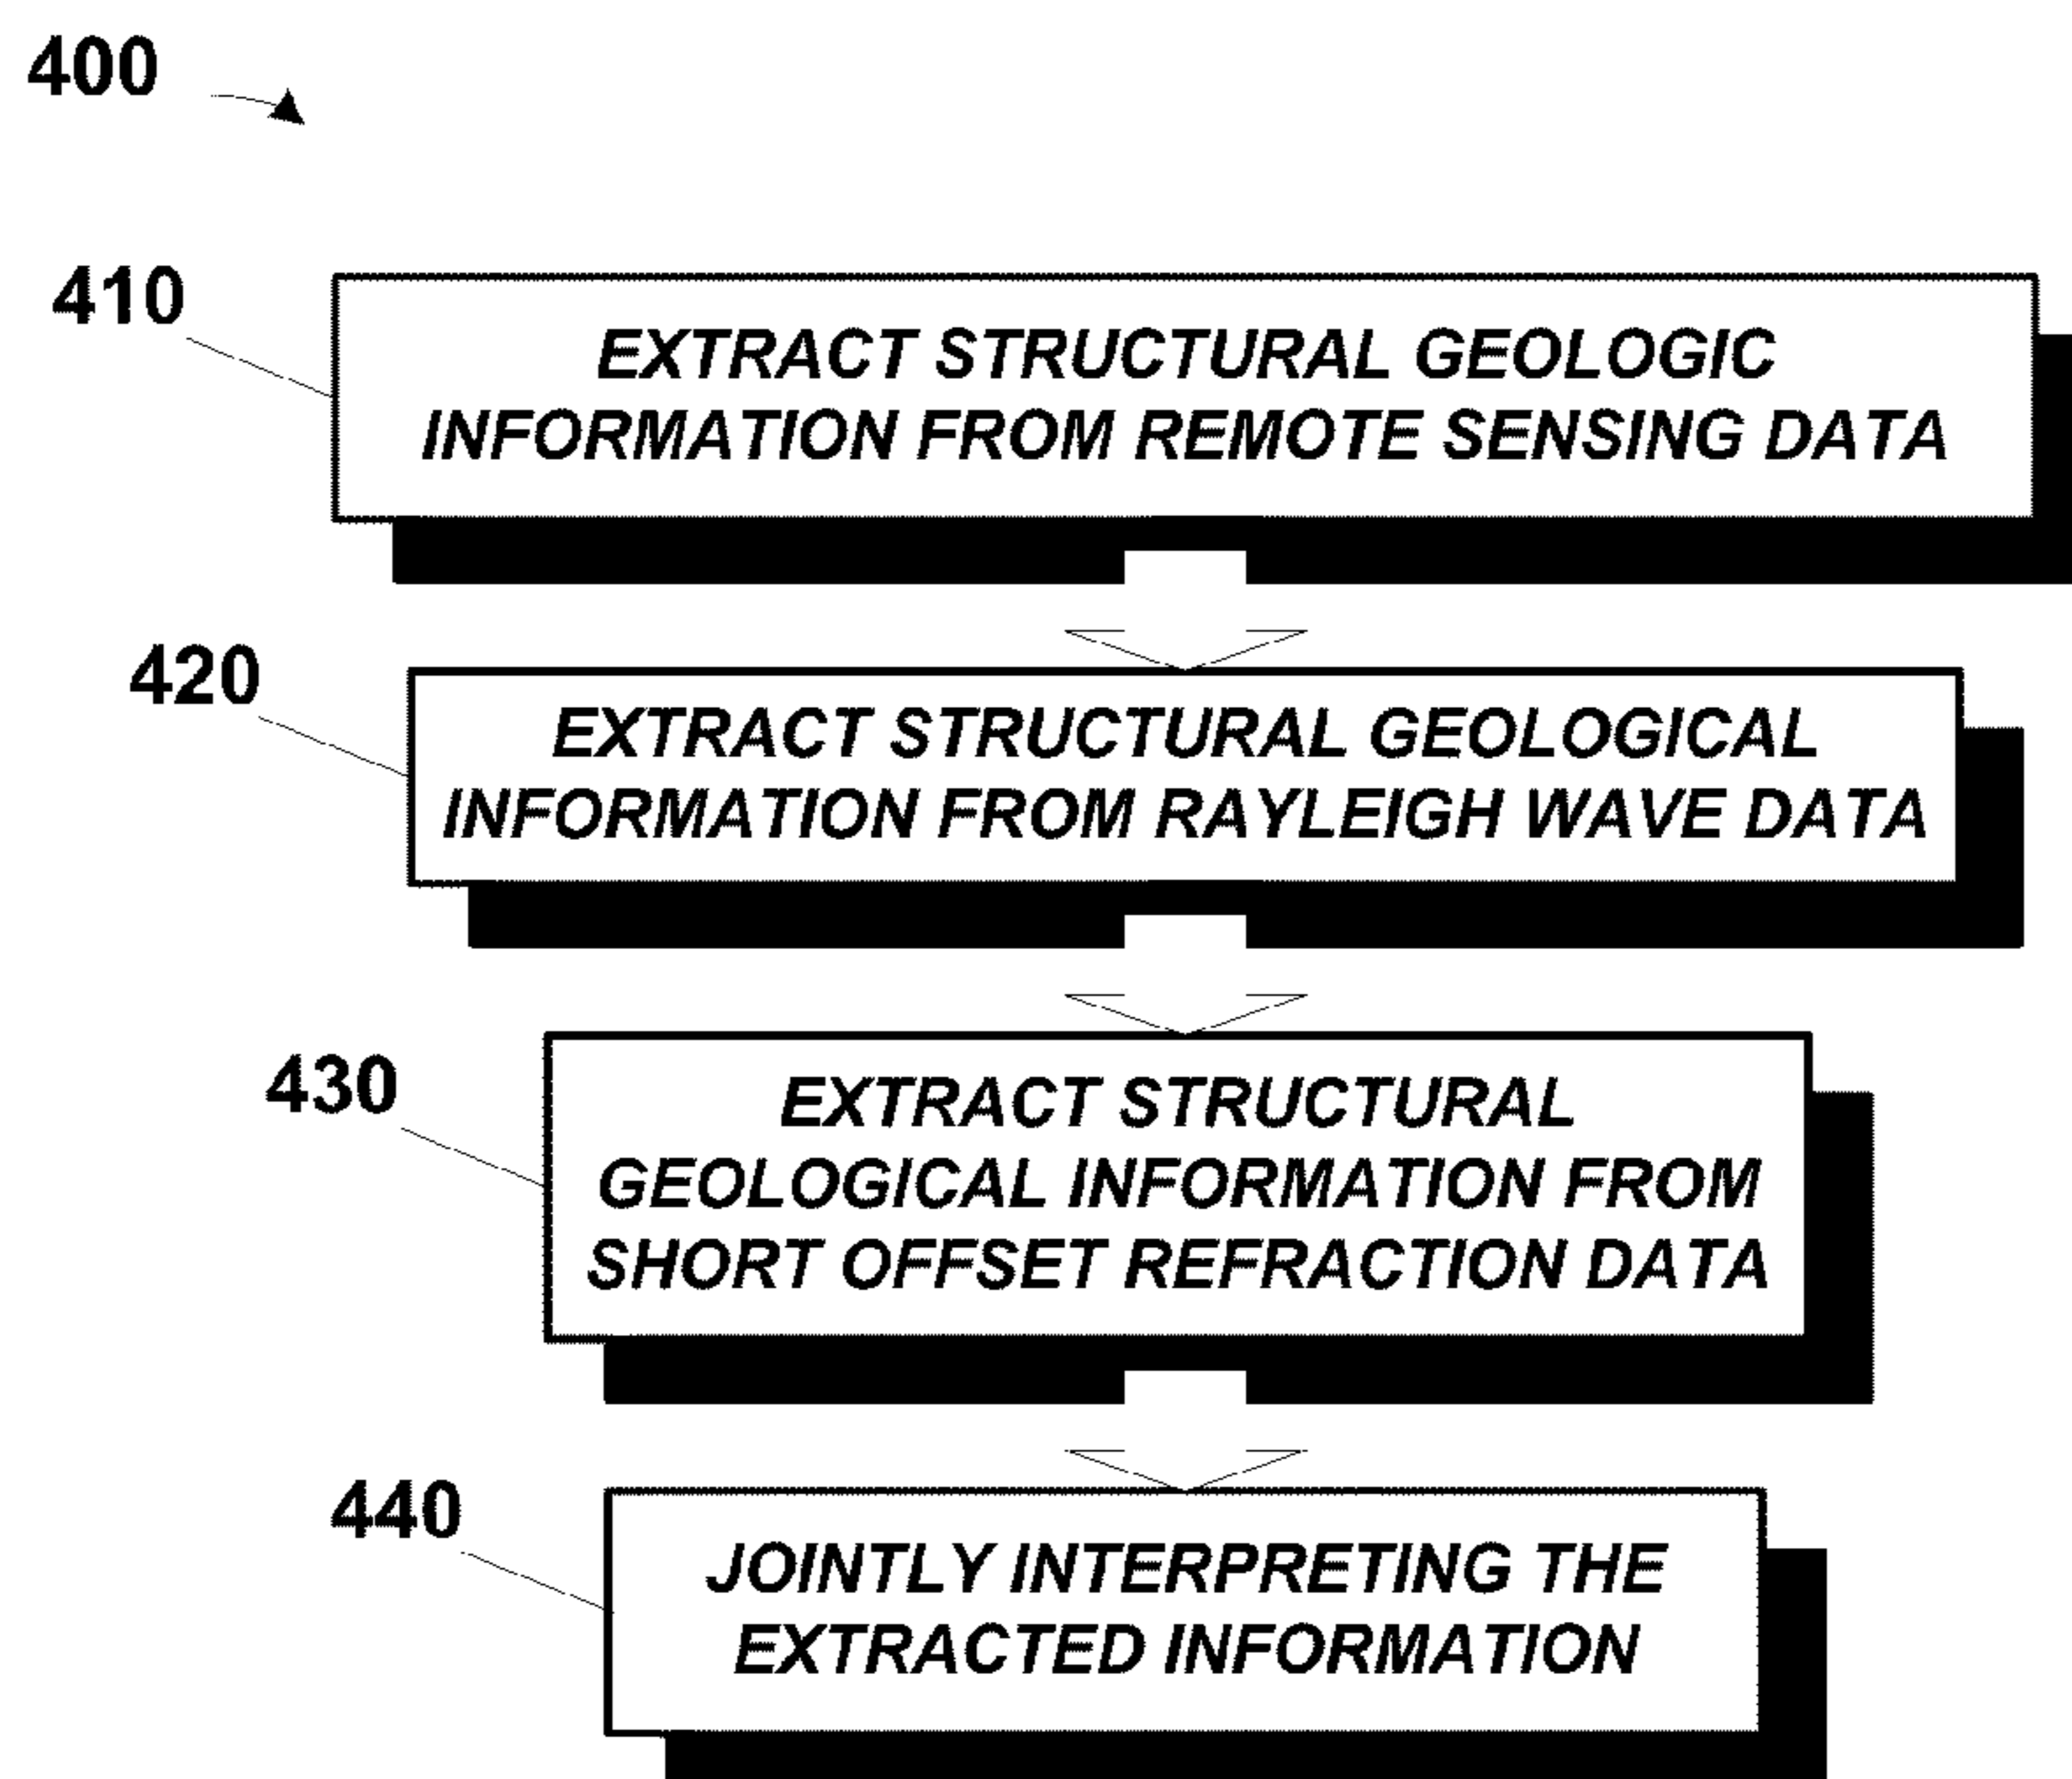 400
410
EXTRACT STRUCTURAL GEOLOGIC
INFORMATION FROM REMOTE SENSING DATA
420
EXTRACT STRUCTURAL GEOLOGICAL
INFORMATION FROM RAYLEIGH WAVE DATA
430
EXTRACT STRUCTURAL
GEOLOGICAL INFORMATION FROM
SHORT OFFSET REFRACTION DATA
440
JOINTLY INTERPRETING THE
EXTRACTED INFORMATION